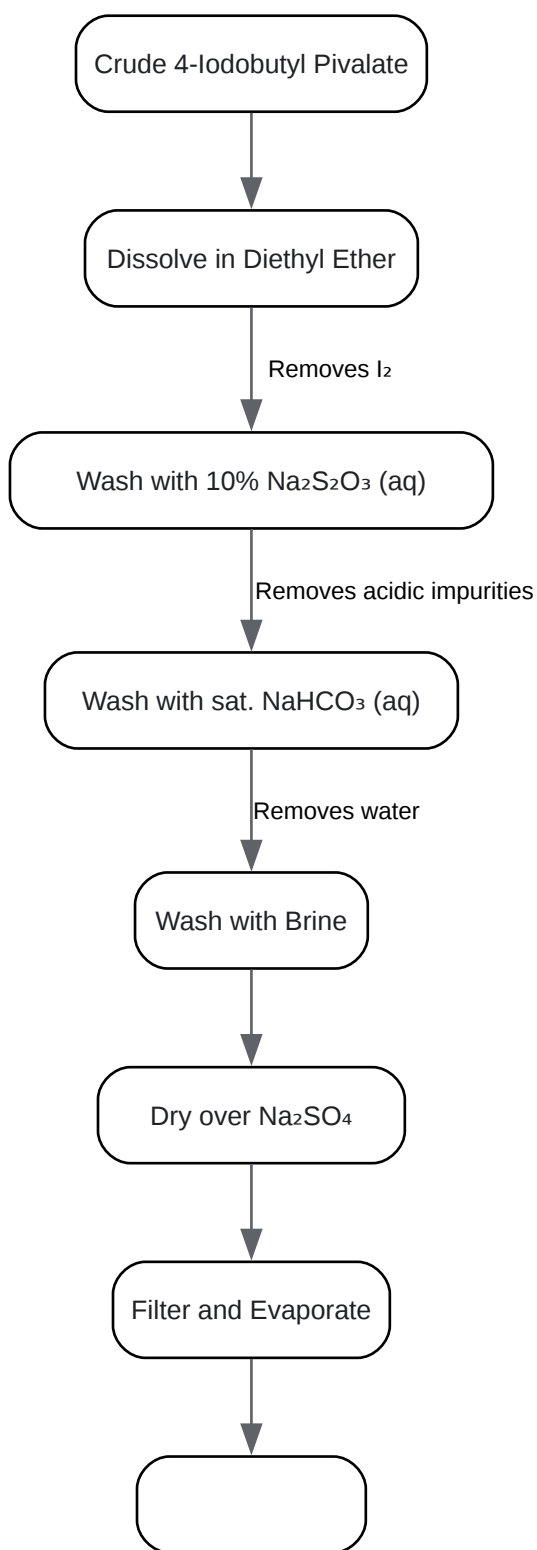 Crude 4-Iodobutyl Pivalate
Dissolve in Diethyl Ether
Removes I₂
Wash with 10% Na₂S₂O₃ (aq)
Removes acidic impurities
Wash with sat. NaHCO₃ (aq)
Removes water
Wash with Brine
Dry over Na₂SO₄
Filter and Evaporate